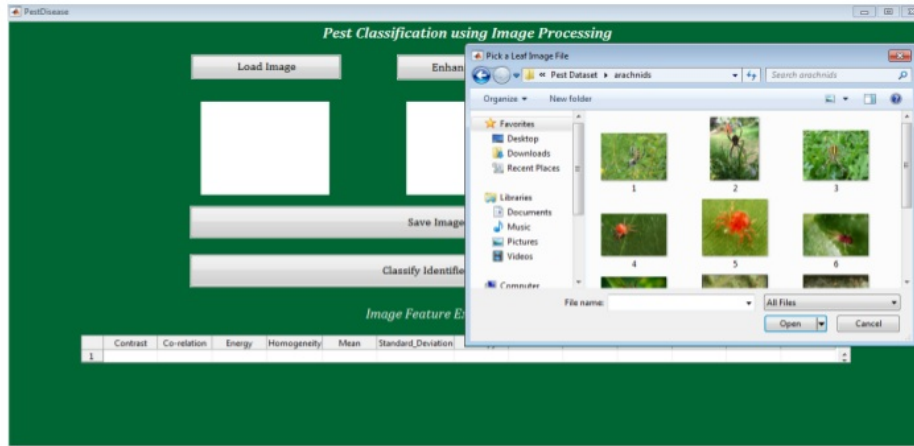 PestDisease
Pest Classification using Image Processing
Load Image
Enhan
Save Image
Classify Identifie
Image Feature E
Contrast Co-relation Energy Homogeneity Mean Standard_Deviation
1
Pick a Leaf Image File
« Pest Dataset ▸ arachnids
Search arachnids
Organize New folder
Favorites
Desktop
Downloads
Recent Places
Libraries
Documents
Music
Pictures
Videos
Computer
1 2 3
4 5 6
File name: All Files
Open Cancel